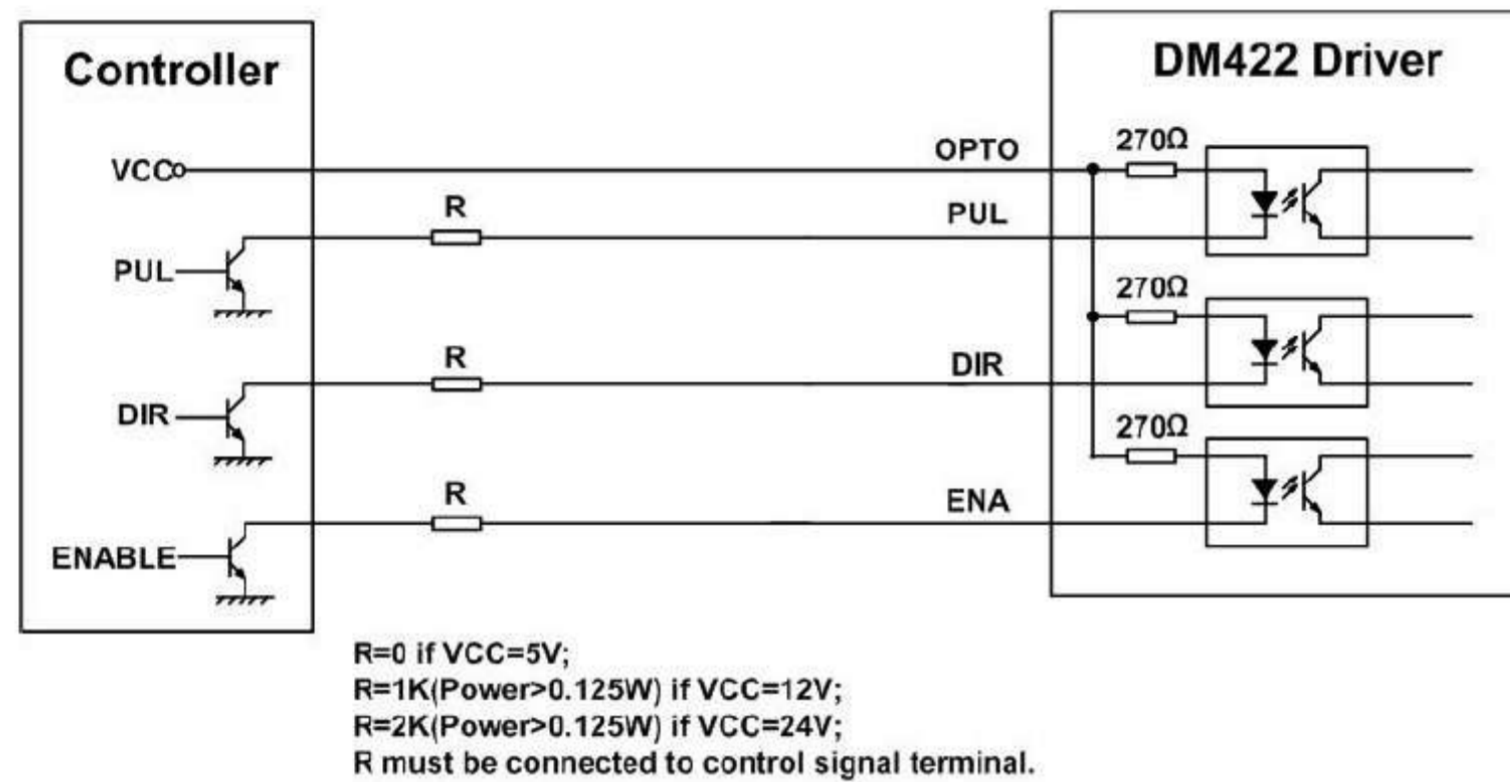 Controller
DM422 Driver
VCC
OPTO
270Ω
R
PUL
PUL
270Ω
R
DIR
DIR
270Ω
R
ENA
ENABLE
R=0 if VCC=5V;
R=1K(Power>0.125W) if VCC=12V;
R=2K(Power>0.125W) if VCC=24V;
R must be connected to control signal terminal.